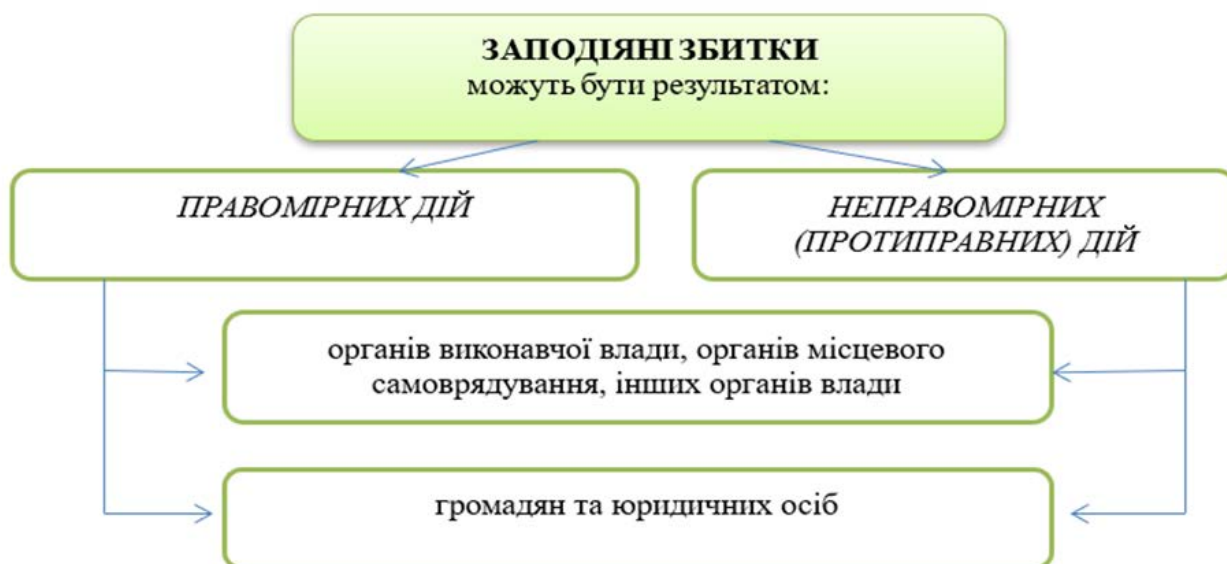 ЗАПОДІЯНІ ЗБИТКИ
можуть бути результатом:
ПРАВОМІРНИХ ДІЙ
НЕПРАВОМІРНИХ
(ПРОТИПРАВНИХ) ДІЙ
органів виконавчої влади, органів місцевого
самоврядування, інших органів влади
громадян та юридичних осіб